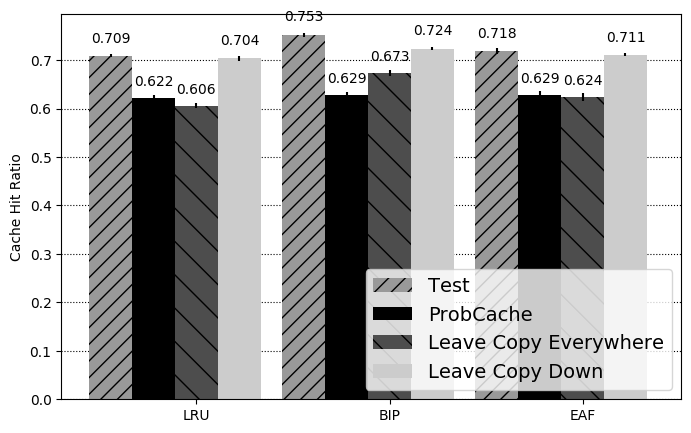 0.753
0.709
0.704
0.724
0.718
0.711
0.622
0.606
0.629
0.673
0.629
0.624
Cache Hit Ratio
0.7
0.6
0.5
0.4
0.3
0.2
0.1
0.0
Test
ProbCache
Leave Copy Everywhere
Leave Copy Down
LRU
BIP
EAF